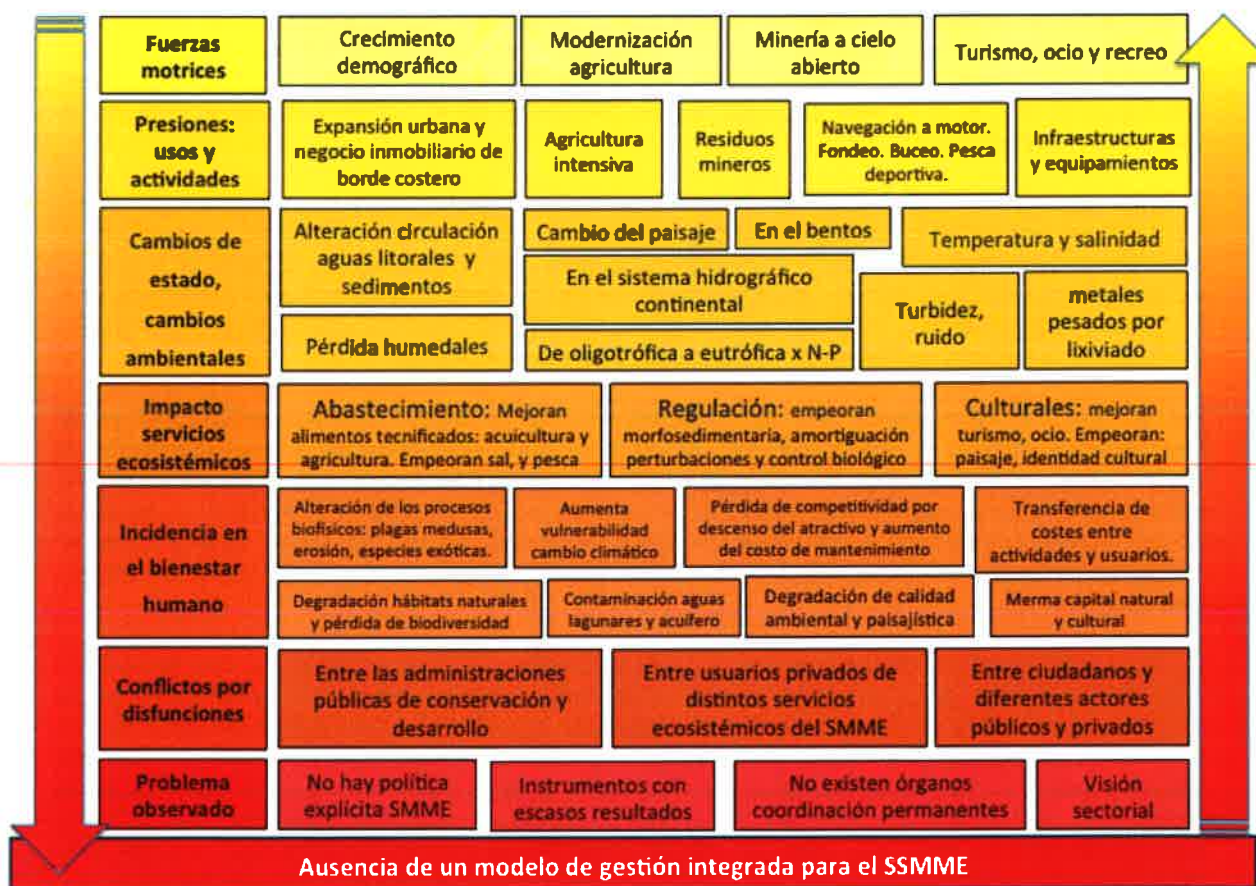 Fuerzas
motrices
Crecimiento
demográfico
Modernización
agricultura
Minería a cielo
abierto
Turismo, ocio y recreo
Presiones:
usos y
actividades
Expansión urbana y
negocio inmobiliario de
borde costero
Agricultura
intensiva
Residuos
mineros
Navegación a motor.
Fondeo. Buceo. Pesca
deportiva.
Infraestructuras
y equipamientos
Cambios de
estado,
cambios
ambientales
Alteración circulación
aguas litorales y
sedimentos
Pérdida humedales
Cambio del paisaje
En el bentos
Temperatura y salinidad
En el sistema hidrográfico
continental
De oligotrófica a eutrófica x N-P
Turbidez,
ruido
metales
pesados por
lixiviado
Impacto
servicios
ecosistémicos
Abastecimiento: Mejoran
alimentos tecnificados: acuicultura y
agricultura. Empeoran sal, y pesca
Regulación: empeoran
morfosedimentaria, amortiguación
perturbaciones y control biológico
Culturales: mejoran
turismo, ocio. Empeoran:
paisaje, identidad cultural
Incidencia en
el bienestar
humano
Alteración de los procesos
biofísicos: plagas medusas,
erosión, especies exóticas.
Aumenta
vulnerabilidad
cambio climático
Pérdida de competitividad por
descenso del atractivo y aumento
del costo de mantenimiento
Transferencia de
costes entre
actividades y usuarios.
Degradación hábitats naturales
y pérdida de biodiversidad
Contaminación aguas
lagunares y acuífero
Degradación de calidad
ambiental y paisajística
Merma capital natural
y cultural
Conflictos por
disfunciones
Entre las administraciones
públicas de conservación y
desarrollo
Entre usuarios privados de
distintos servicios
ecosistémicos del SMME
Entre ciudadanos y
diferentes actores
públicos y privados
Problema
observado
No hay política
explícita SMME
Instrumentos con
escasos resultados
No existen órganos
coordinación permanentes
Visión
sectorial
Ausencia de un modelo de gestión integrada para el SSMME